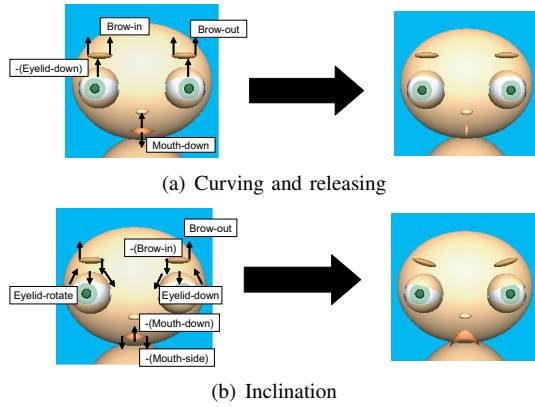 Brow-in
Brow-out
-(Eyelid-down)
Mouth-down
(a) Curving and releasing
Brow-out
-(Brow-in)
Eyelid-rotate
Eyelid-down
-(Mouth-down)
-(Mouth-side)
(b) Inclination